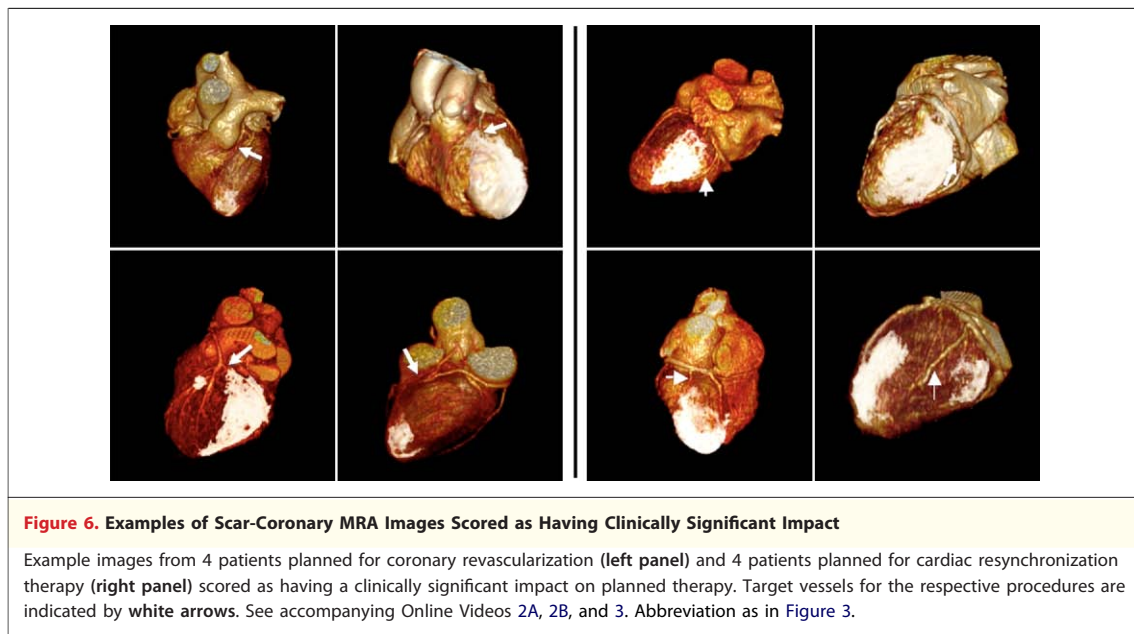 Figure 6. Examples of Scar-Coronary MRA Images Scored as Having Clinically Significant Impact
Example images from 4 patients planned for coronary revascularization (left panel) and 4 patients planned for cardiac resynchronization
therapy (right panel) scored as having a clinically significant impact on planned therapy. Target vessels for the respective procedures are
indicated by white arrows. See accompanying Online Videos 2A, 2B, and 3. Abbreviation as in Figure 3.